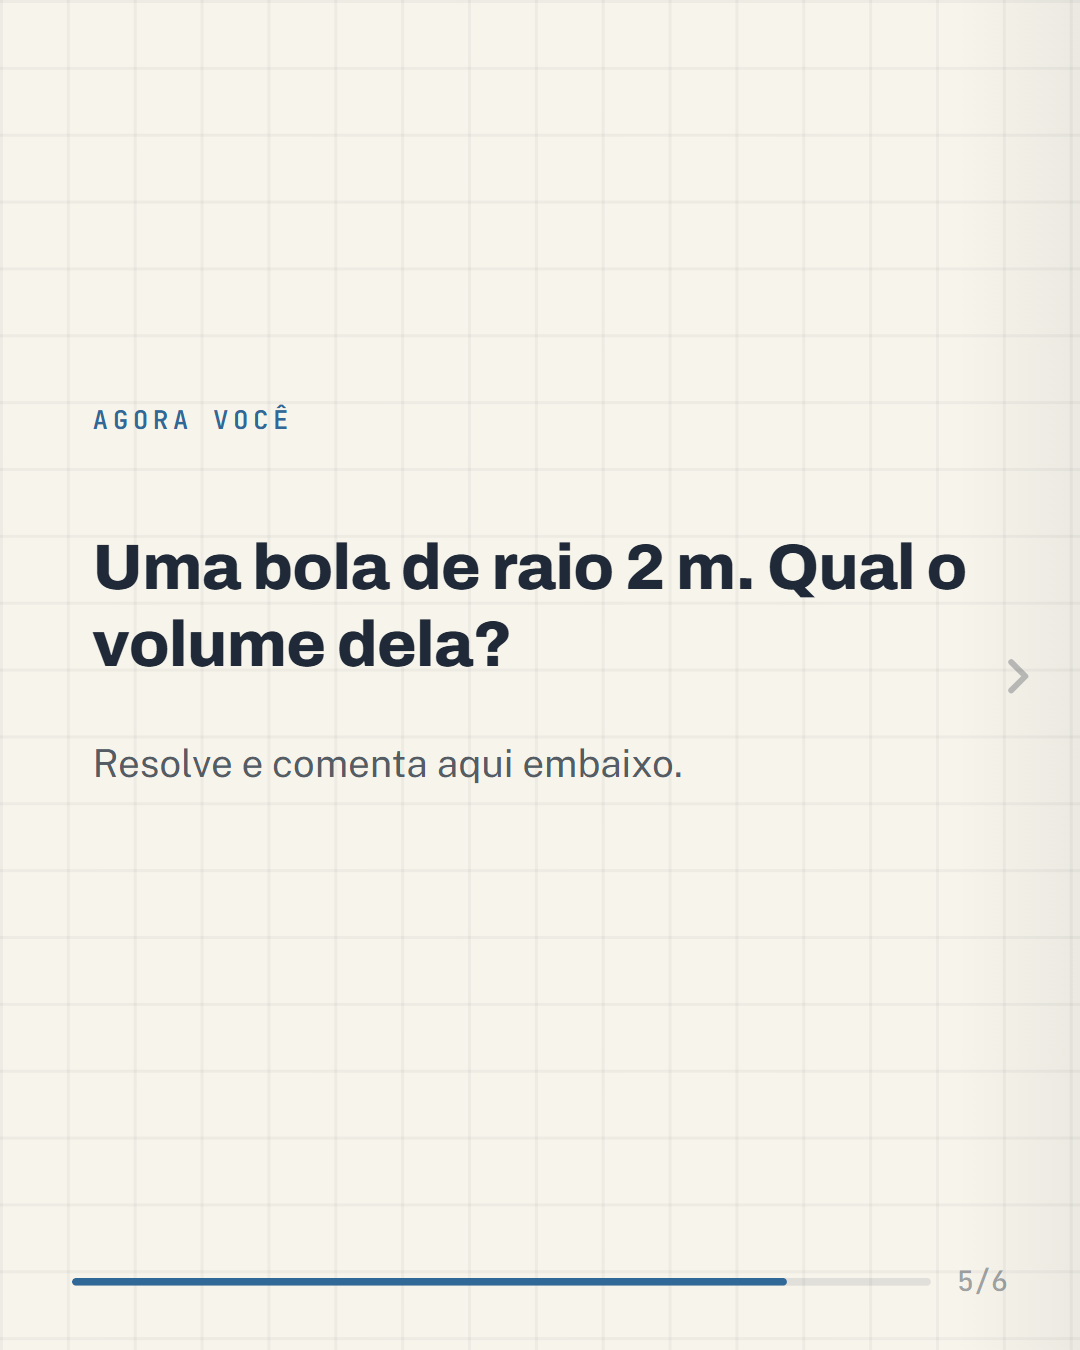 AGORA VOCÊ
Uma bola de raio 2 m. Qual o
volume dela?
Resolve e comenta aqui embaixo.
5/6